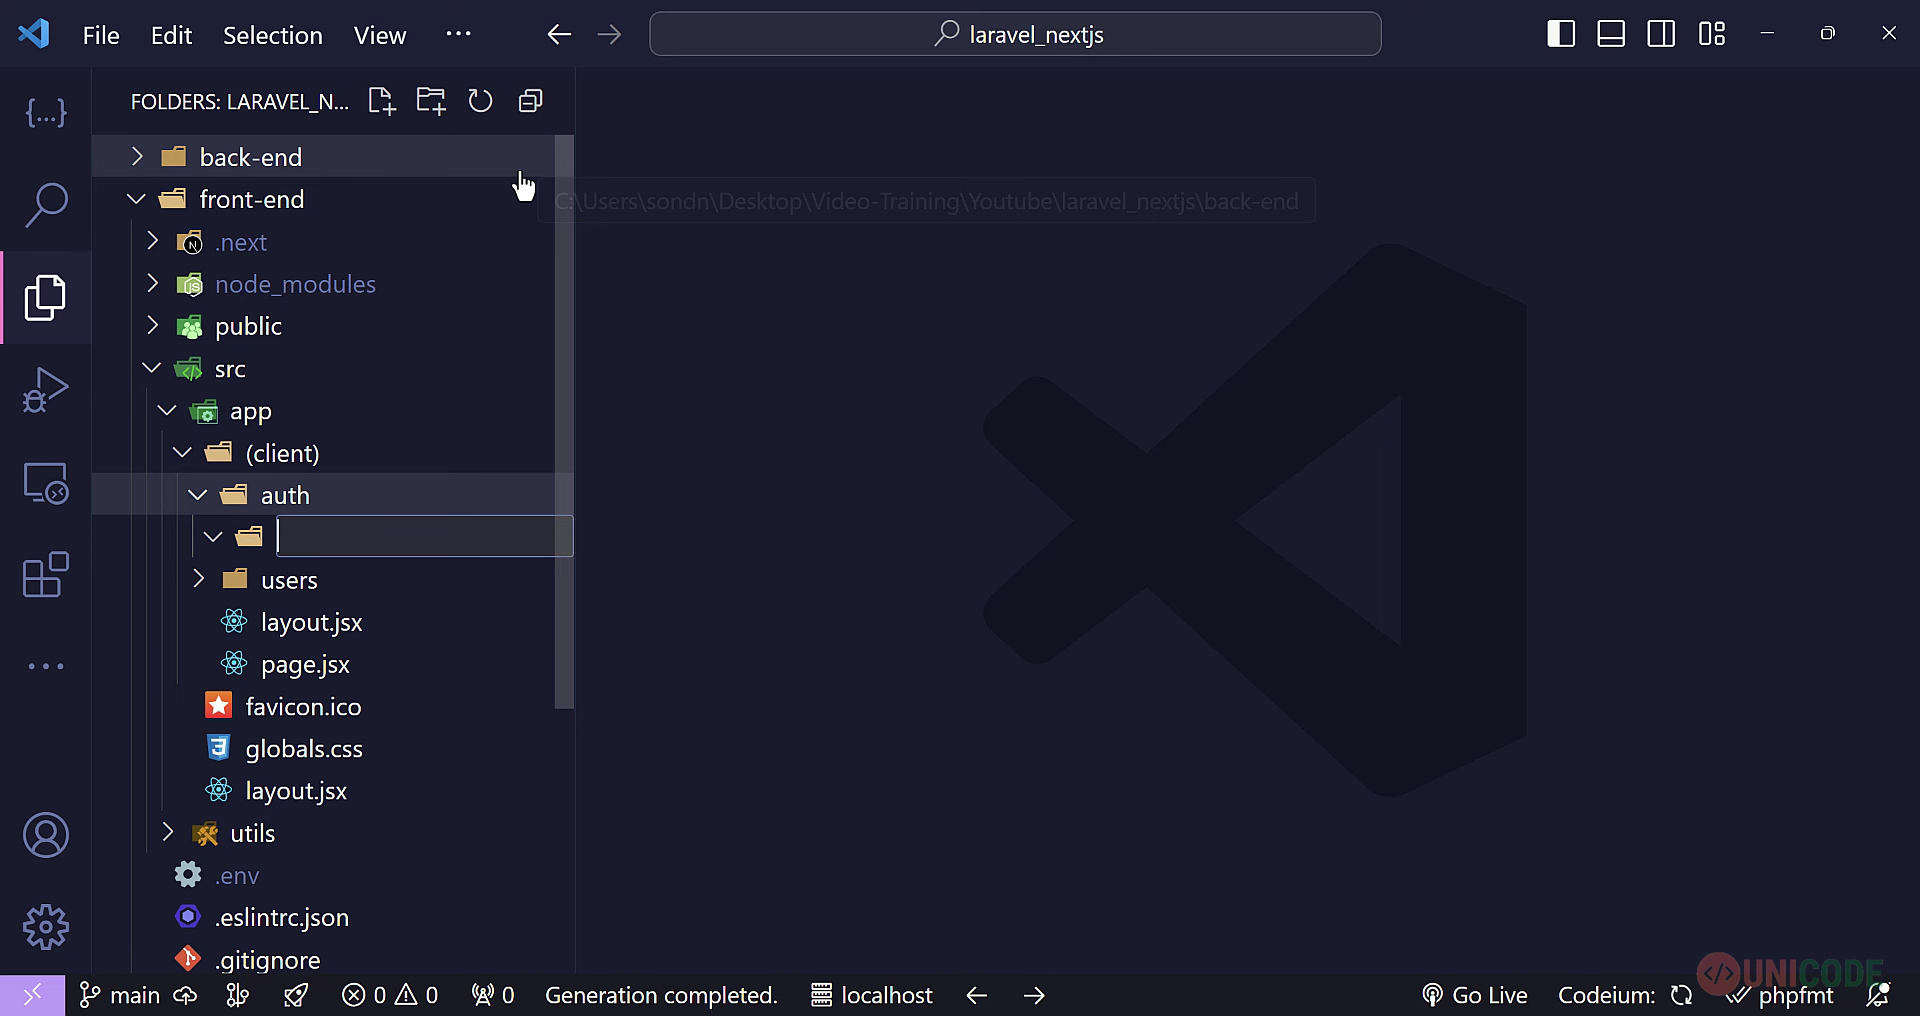 File Edit Selection View ...
laravel_nextjs
FOLDERS: LARAVEL_N...
back-end
C:\Users\sondn\Desktop\Video-Training\Youtube\laravel_nextjs\back-end
front-end
.next
node_modules
public
src
app
(client)
auth
users
layout.jsx
page.jsx
favicon.ico
globals.css
layout.jsx
utils
.env
.eslintrc.json
.gitignore
UNICODE
main 0 0 0 Generation completed. localhost Go Live Codeium: phpfmt